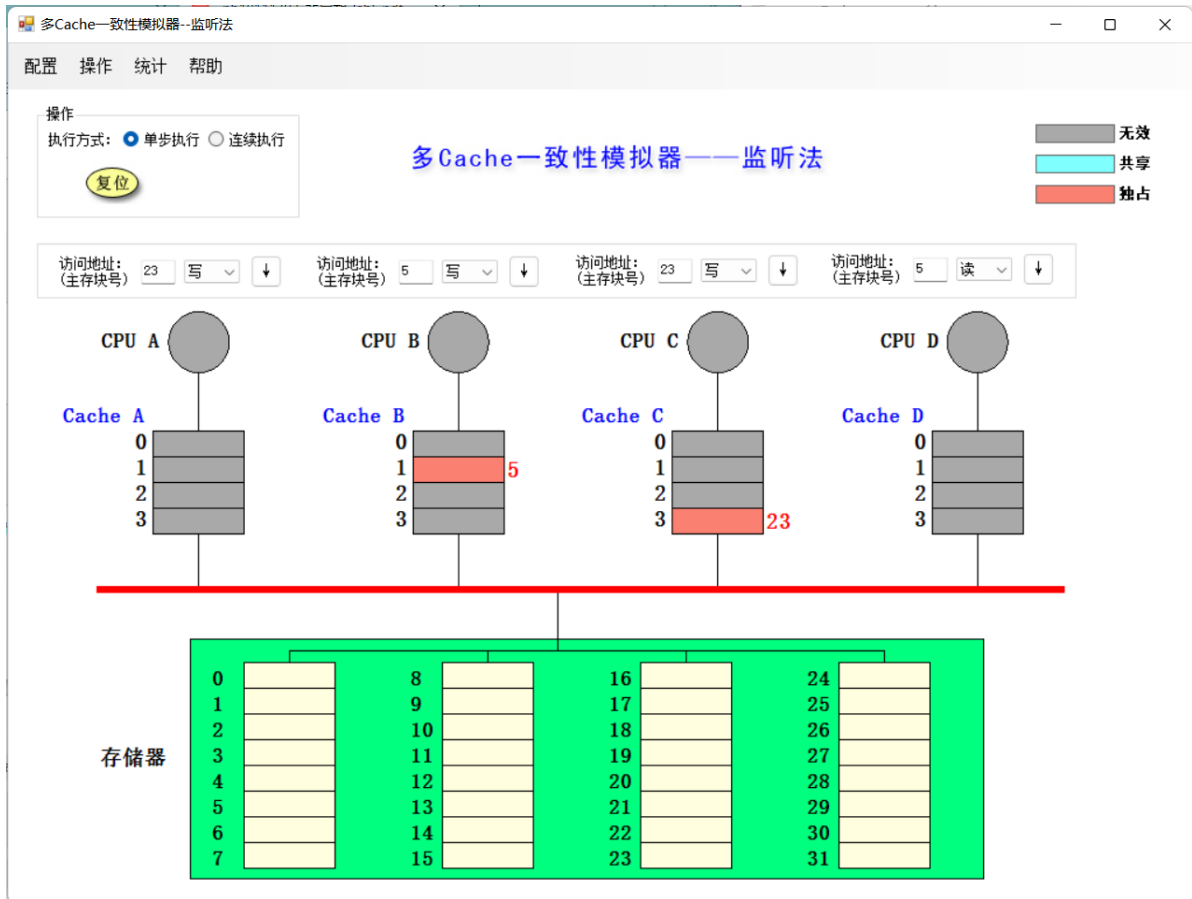 多Cache一致性模拟器--监听法
配置 操作 统计 帮助
操作
执行方式： 单步执行 连续执行
复位
多Cache一致性模拟器——监听法
无效
共享
独占
访问地址： (主存块号) 23 写 ↓
访问地址： (主存块号) 5 写 ↓
访问地址： (主存块号) 23 写 ↓
访问地址： (主存块号) 5 读 ↓
CPU A CPU B CPU C CPU D
Cache A Cache B Cache C Cache D
0 0 0 0
1 1 5 1 1
2 2 2 2
3 3 3 23 3
存储器
0 8 16 24
1 9 17 25
2 10 18 26
3 11 19 27
4 12 20 28
5 13 21 29
6 14 22 30
7 15 23 31